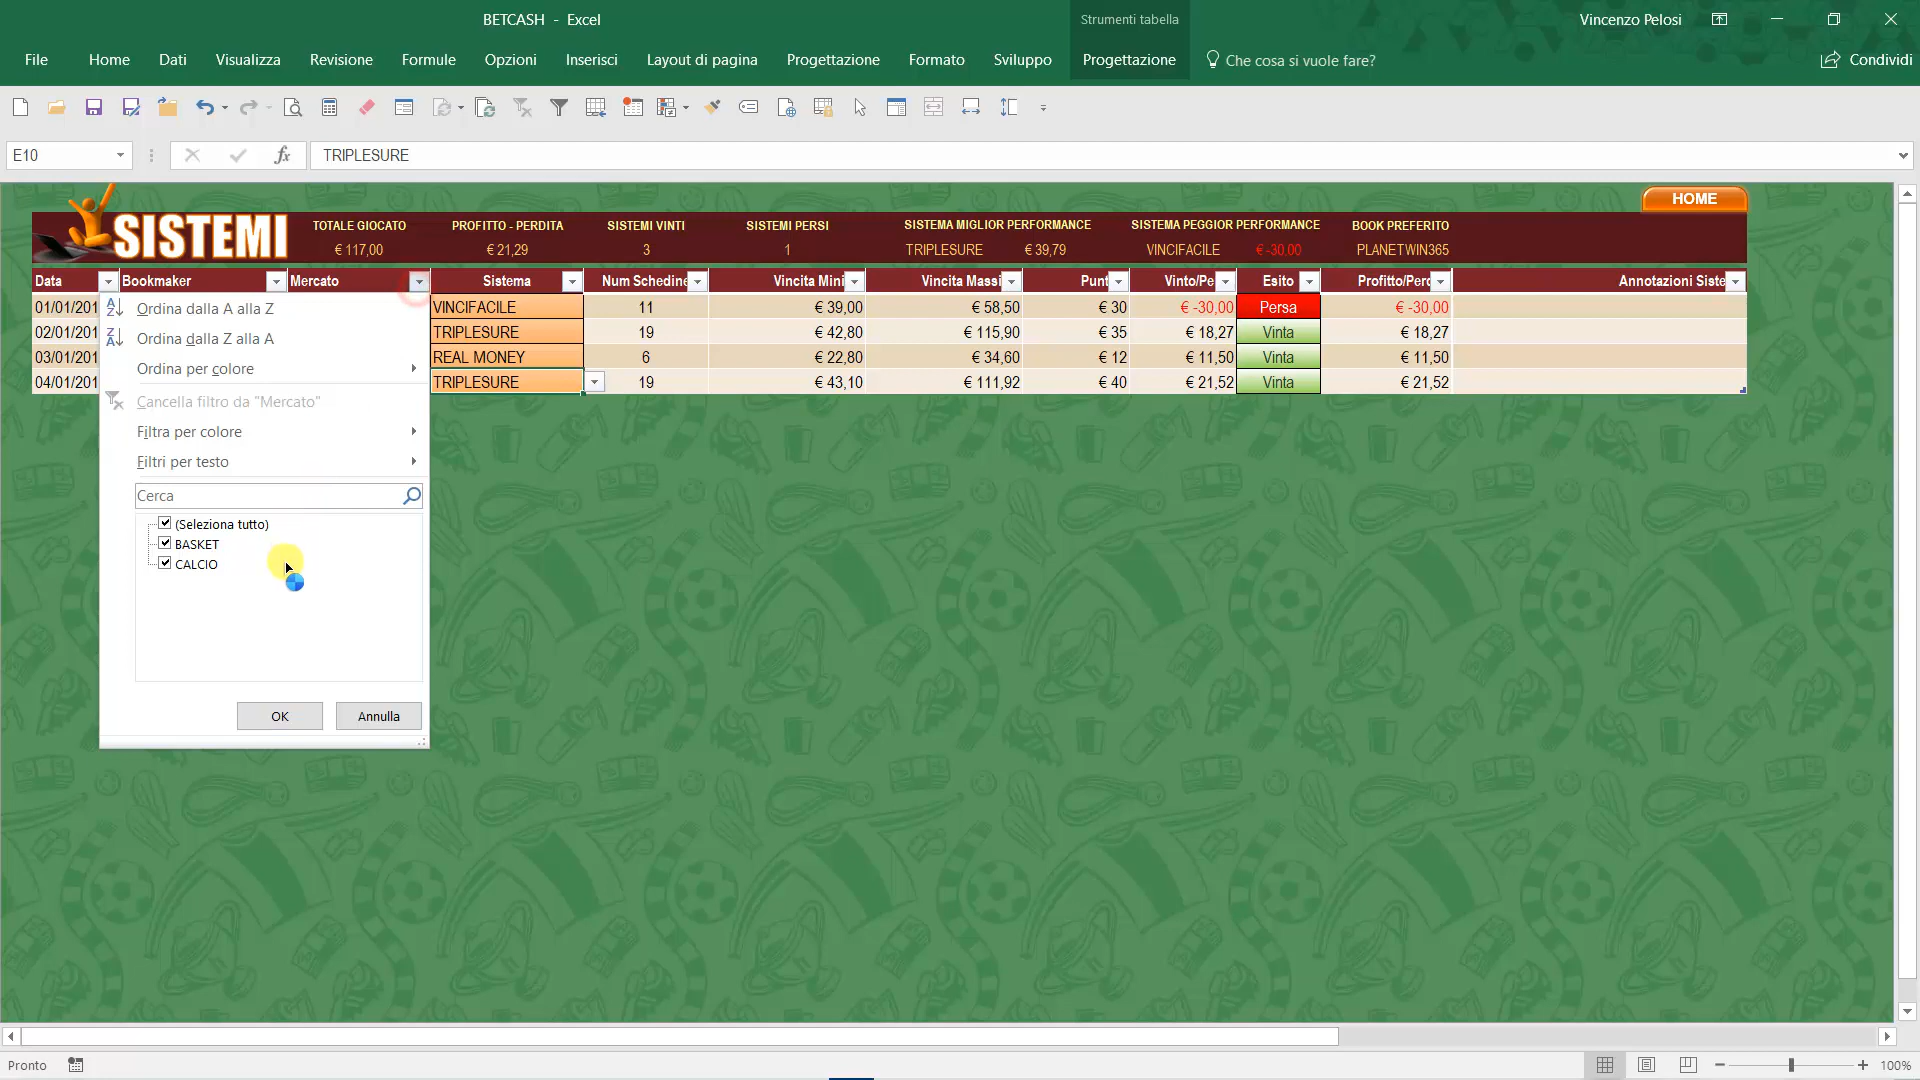 BETCASH - Excel
Strumenti tabella
Vincenzo Pelosi
File Home Dati Visualizza Revisione Formule Opzioni Inserisci Layout di pagina Progettazione Formato Sviluppo Progettazione Che cosa si vuole fare? Condividi
E10 fx TRIPLESURE
HOME
SISTEMI
TOTALE GIOCATO PROFITTO - PERDITA SISTEMI VINTI SISTEMI PERSI SISTEMA MIGLIOR PERFORMANCE SISTEMA PEGGIOR PERFORMANCE BOOK PREFERITO
€ 117,00 € 21,29 3 1 TRIPLESURE € 39,79 VINCIFACILE € -30,00 PLANETWIN365
Data Bookmaker Mercato Sistema Num Schedine Vincita Mini Vincita Massi Punt Vinto/Pe Esito Profitto/Perd Annotazioni Siste
01/01/201 VINCIFACILE 11 € 39,00 € 58,50 € 30 € -30,00 Persa € -30,00
02/01/201 TRIPLESURE 19 € 42,80 € 115,90 € 35 € 18,27 Vinta € 18,27
03/01/201 REAL MONEY 6 € 22,80 € 34,60 € 12 € 11,50 Vinta € 11,50
04/01/201 TRIPLESURE 19 € 43,10 € 111,92 € 40 € 21,52 Vinta € 21,52
Ordina dalla A alla Z
Ordina dalla Z alla A
Ordina per colore
Cancella filtro da "Mercato"
Filtra per colore
Filtri per testo
Cerca
(Seleziona tutto)
BASKET
CALCIO
OK Annulla
Pronto
100%